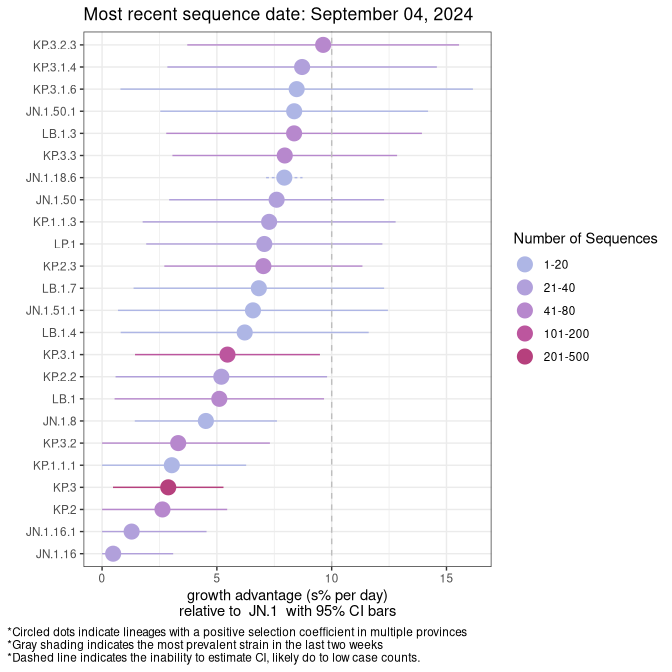 Most recent sequence date: September 04, 2024
KP.3.2.3
KP.3.1.4
KP.3.1.6
JN.1.50.1
LB.1.3
KP.3.3
JN.1.18.6
JN.1.50
KP.1.1.3
LP.1
KP.2.3
LB.1.7
JN.1.51.1
LB.1.4
KP.3.1
KP.2.2
LB.1
JN.1.8
KP.3.2
KP.1.1.1
KP.3
KP.2
JN.1.16.1
JN.1.16
0 5 10 15
growth advantage (s% per day)
relative to JN.1 with 95% CI bars
Number of Sequences
1-20
21-40
41-80
101-200
201-500
*Circled dots indicate lineages with a positive selection coefficient in multiple provinces
*Gray shading indicates the most prevalent strain in the last two weeks
*Dashed line indicates the inability to estimate CI, likely do to low case counts.